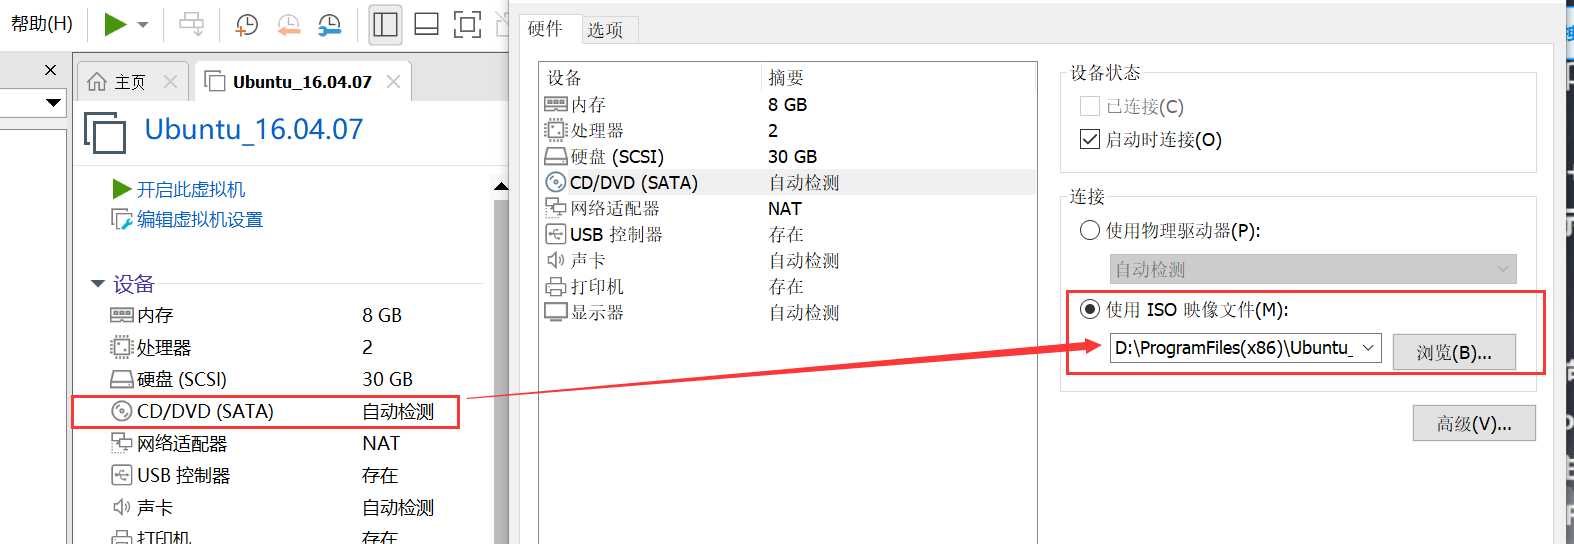 帮助(H)
主页
Ubuntu_16.04.07
Ubuntu_16.04.07
开启此虚拟机
编辑虚拟机设置
设备
内存 8 GB
处理器 2
硬盘 (SCSI) 30 GB
CD/DVD (SATA) 自动检测
网络适配器 NAT
USB 控制器 存在
声卡 自动检测
打印机 存在
硬件 选项
设备 摘要
内存 8 GB
处理器 2
硬盘 (SCSI) 30 GB
CD/DVD (SATA) 自动检测
网络适配器 NAT
USB 控制器 存在
声卡 自动检测
打印机 存在
显示器 自动检测
设备状态
已连接(C)
启动时连接(O)
连接
使用物理驱动器(P):
自动检测
使用 ISO 映像文件(M):
D:\ProgramFiles(x86)\Ubuntu_
浏览(B)...
高级(V)...